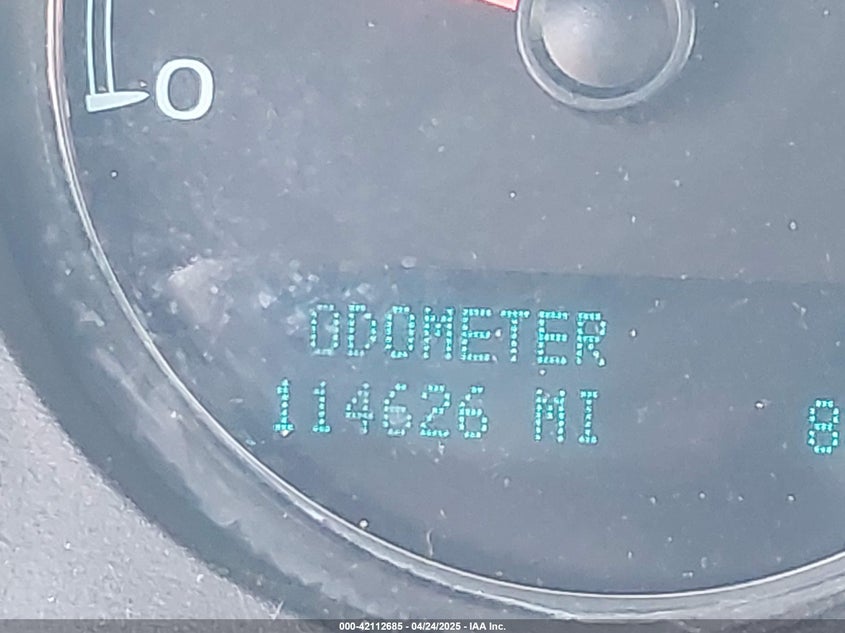 0
ODOMETER
114626 MI
8
000-42112685 - 04/24/2025 - IAA Inc.